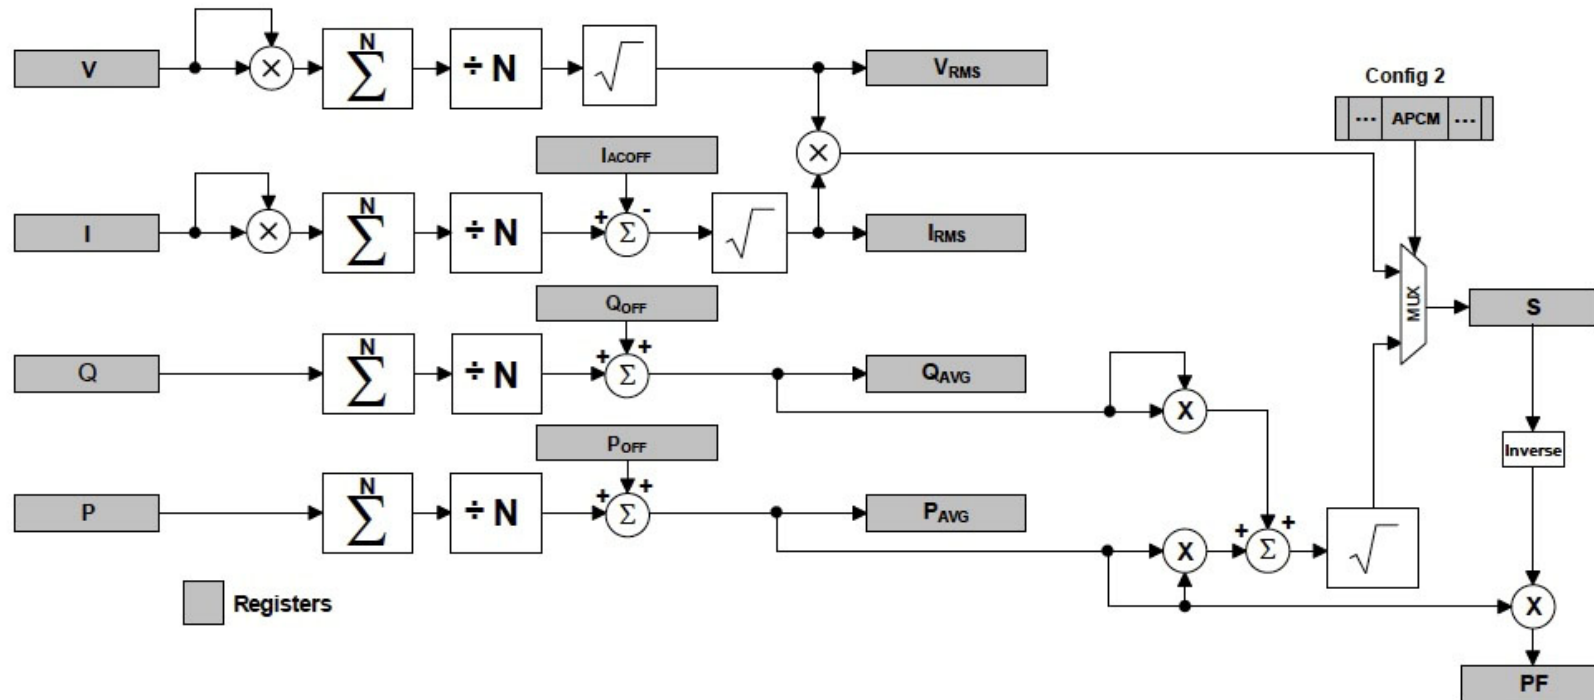 V
×
N
∑
÷ N
√
VRMS
Config 2
... APCM ...
IACOFF
×
I
×
N
∑
÷ N
+
-
Σ
√
IRMS
MUX
S
QOFF
Q
N
∑
÷ N
+
+
Σ
QAVG
X
Inverse
POFF
P
N
∑
÷ N
+
+
Σ
PAVG
X
+
+
Σ
√
X
Registers
PF